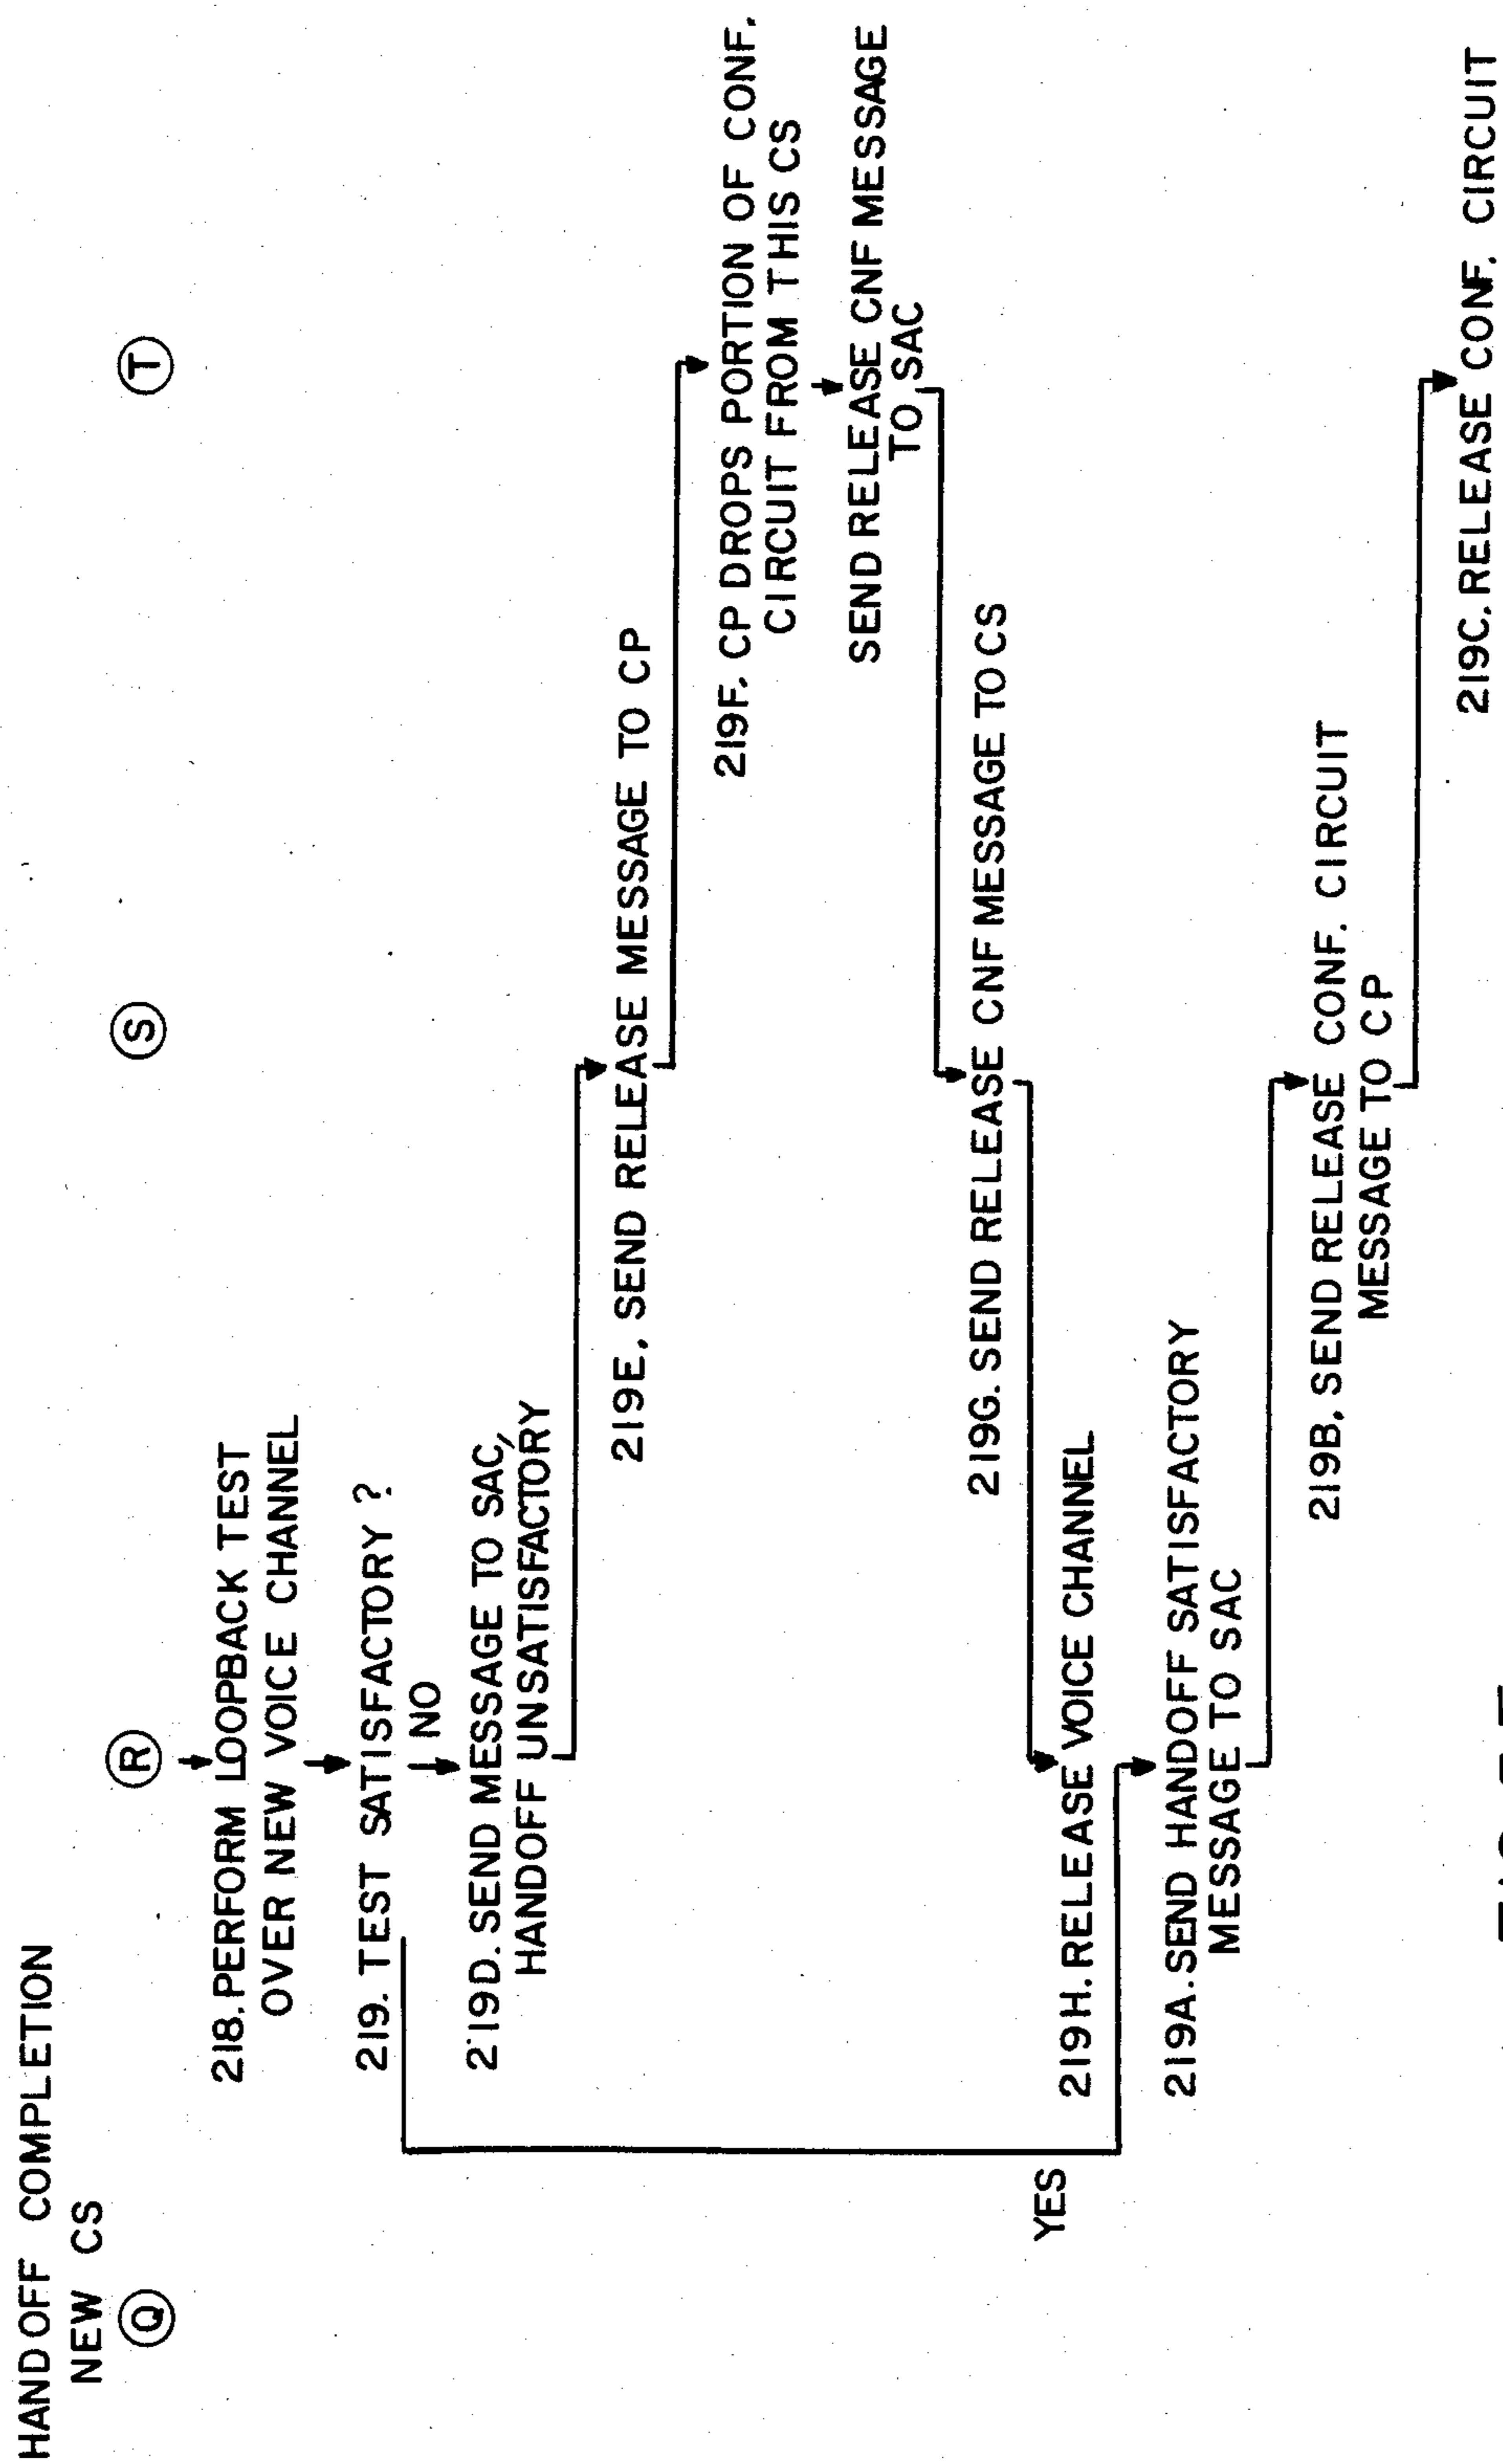 HANDOFF COMPLETION
NEW CS
Q
R
S
T
218. PERFORM LOOPBACK TEST
OVER NEW VOICE CHANNEL
219. TEST SATISFACTORY ?
NO
219D. SEND MESSAGE TO SAC,
HANDOFF UNSATISFACTORY
219E, SEND RELEASE MESSAGE TO CP
219F, CP DROPS PORTION OF CONF.
CIRCUIT FROM THIS CS
SEND RELEASE CNF MESSAGE
TO SAC
219G. SEND RELEASE CNF MESSAGE TO CS
YES
219H. RELEASE VOICE CHANNEL
219A. SEND HANDOFF SATISFACTORY
MESSAGE TO SAC
219B, SEND RELEASE CONF. CIRCUIT
MESSAGE TO CP
219C. RELEASE CONF. CIRCUIT